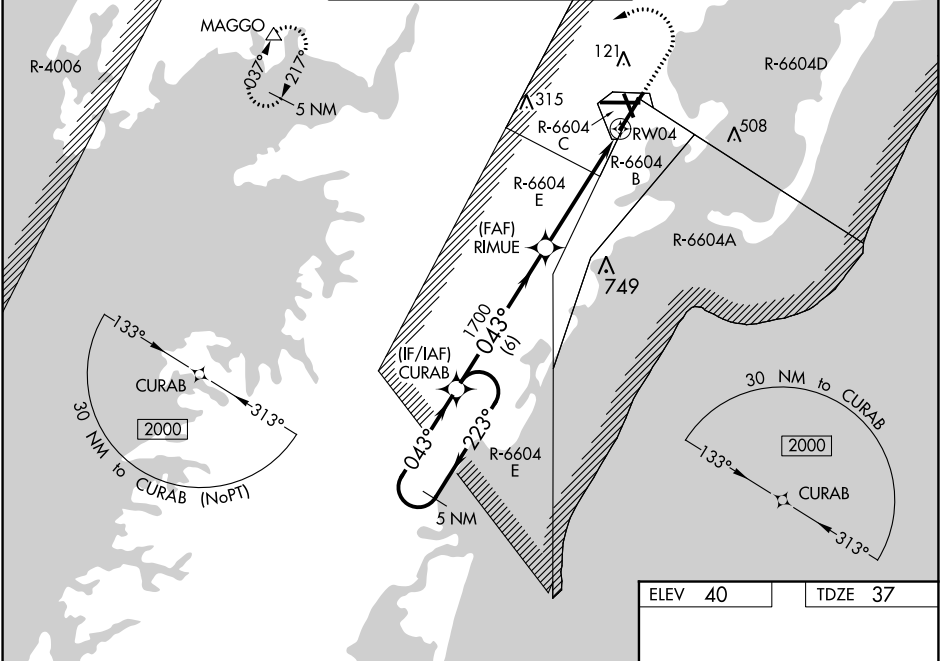 MAGGO
037°
217°
5 NM
R-4006
121
R-6604D
315
R-6604
C
RW04
508
R-6604
B
R-6604
E
(FAF)
RIMUE
R-6604A
749
1700
043°
(6)
(IF/IAF)
CURAB
133°
CURAB
313°
2000
30 NM to CURAB (NoPT)
043°
223°
R-6604
E
5 NM
30 NM to CURAB
2000
133°
CURAB
313°
ELEV 40
TDZE 37